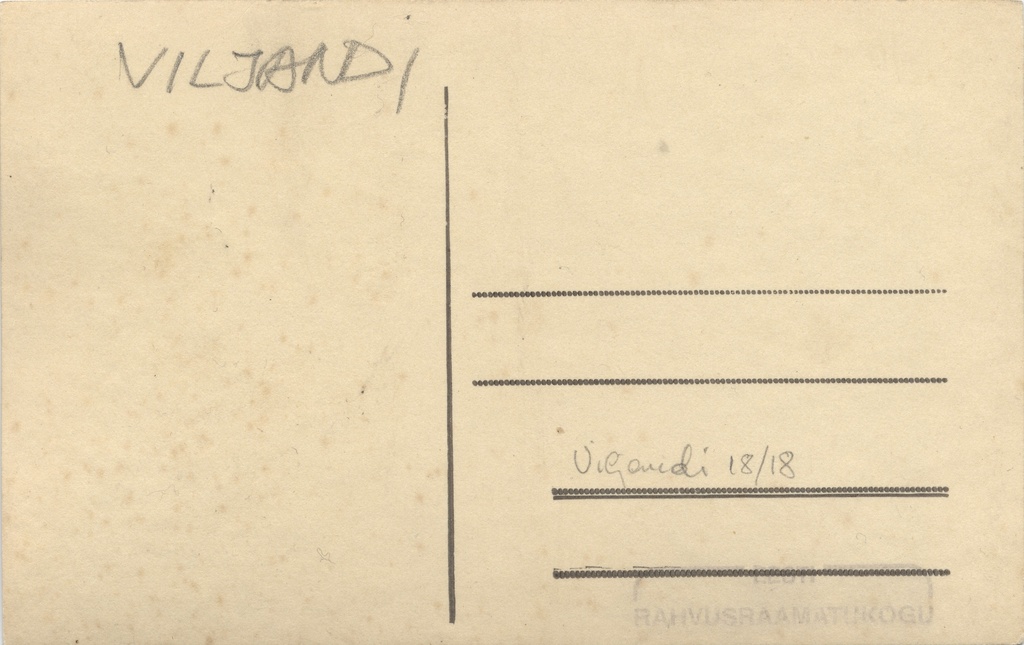 VILJANDI
Viljandi 18/18
EESTI
RAHVUSRAAMATUKOGU